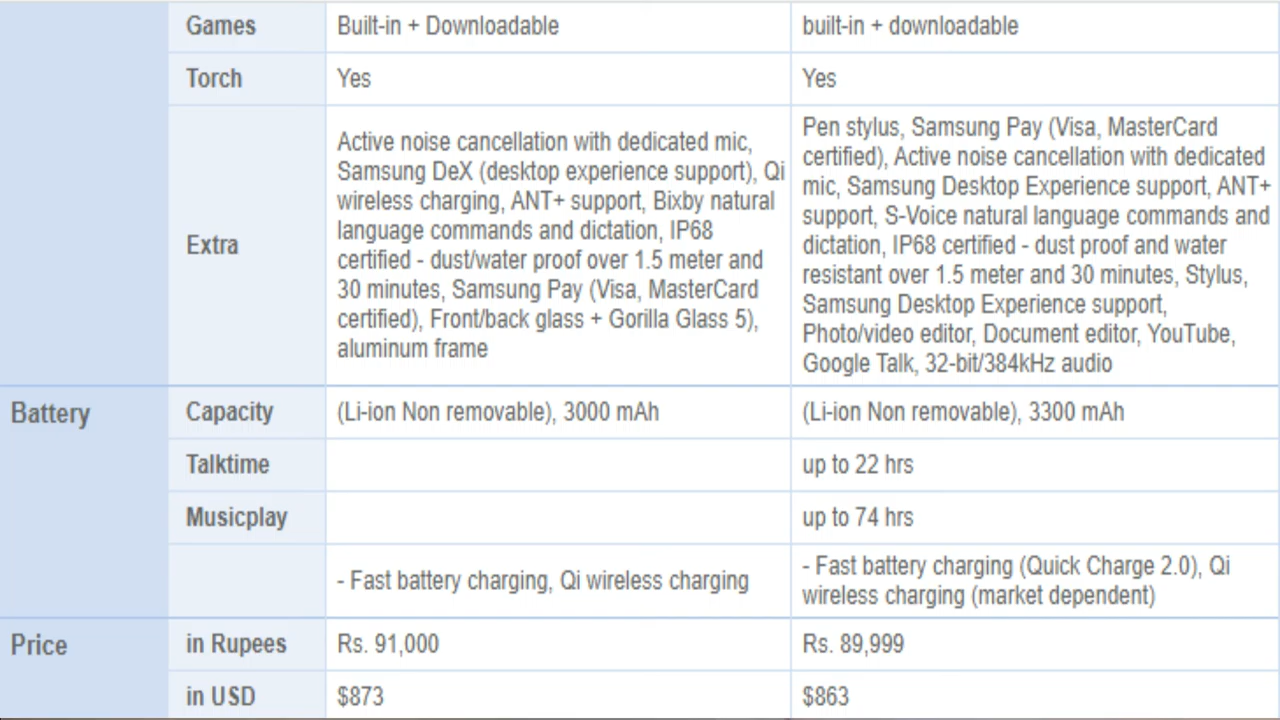 Games Built-in + Downloadable built-in + downloadable
Torch Yes Yes
Extra
Active noise cancellation with dedicated mic,
Samsung DeX (desktop experience support), Qi
wireless charging, ANT+ support, Bixby natural
language commands and dictation, IP68
certified - dust/water proof over 1.5 meter and
30 minutes, Samsung Pay (Visa, MasterCard
certified), Front/back glass + Gorilla Glass 5),
aluminum frame
Pen stylus, Samsung Pay (Visa, MasterCard
certified), Active noise cancellation with dedicated
mic, Samsung Desktop Experience support, ANT+
support, S-Voice natural language commands and
dictation, IP68 certified - dust proof and water
resistant over 1.5 meter and 30 minutes, Stylus,
Samsung Desktop Experience support,
Photo/video editor, Document editor, YouTube,
Google Talk, 32-bit/384kHz audio
Battery Capacity (Li-ion Non removable), 3000 mAh (Li-ion Non removable), 3300 mAh
Talktime up to 22 hrs
Musicplay up to 74 hrs
- Fast battery charging, Qi wireless charging
- Fast battery charging (Quick Charge 2.0), Qi
wireless charging (market dependent)
Price in Rupees Rs. 91,000 Rs. 89,999
in USD $873 $863